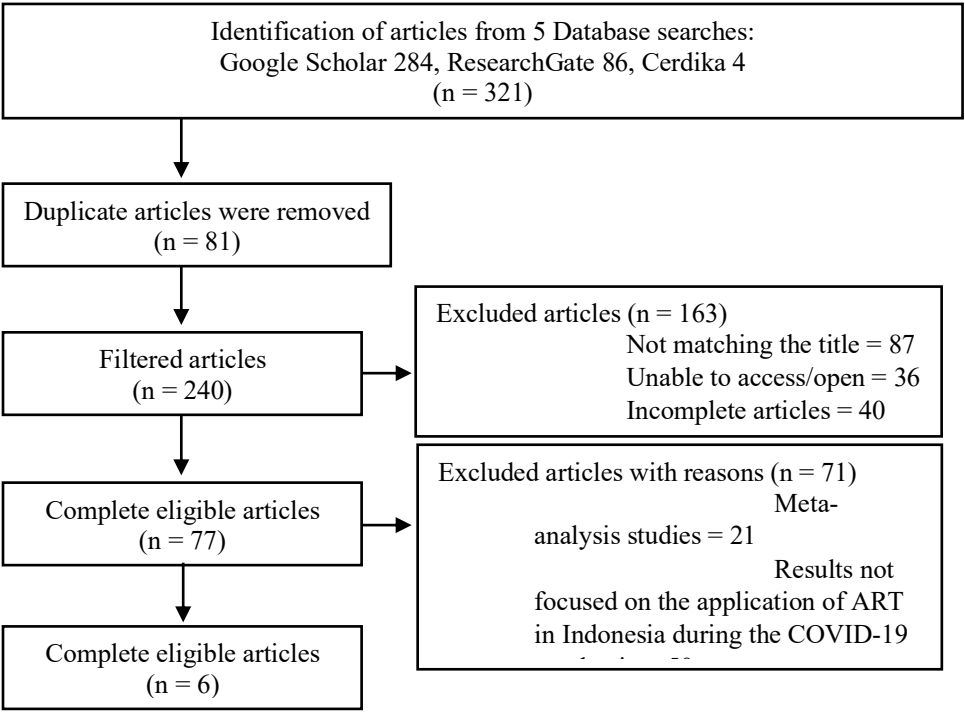 Identification of articles from 5 Database searches:
Google Scholar 284, ResearchGate 86, Cerdika 4
(n = 321)
Duplicate articles were removed
(n = 81)
Filtered articles
(n = 240)
Excluded articles (n = 163)
Not matching the title = 87
Unable to access/open = 36
Incomplete articles = 40
Complete eligible articles
(n = 77)
Excluded articles with reasons (n = 71)
Meta-
analysis studies = 21
Results not
focused on the application of ART
in Indonesia during the COVID-19
Complete eligible articles
(n = 6)